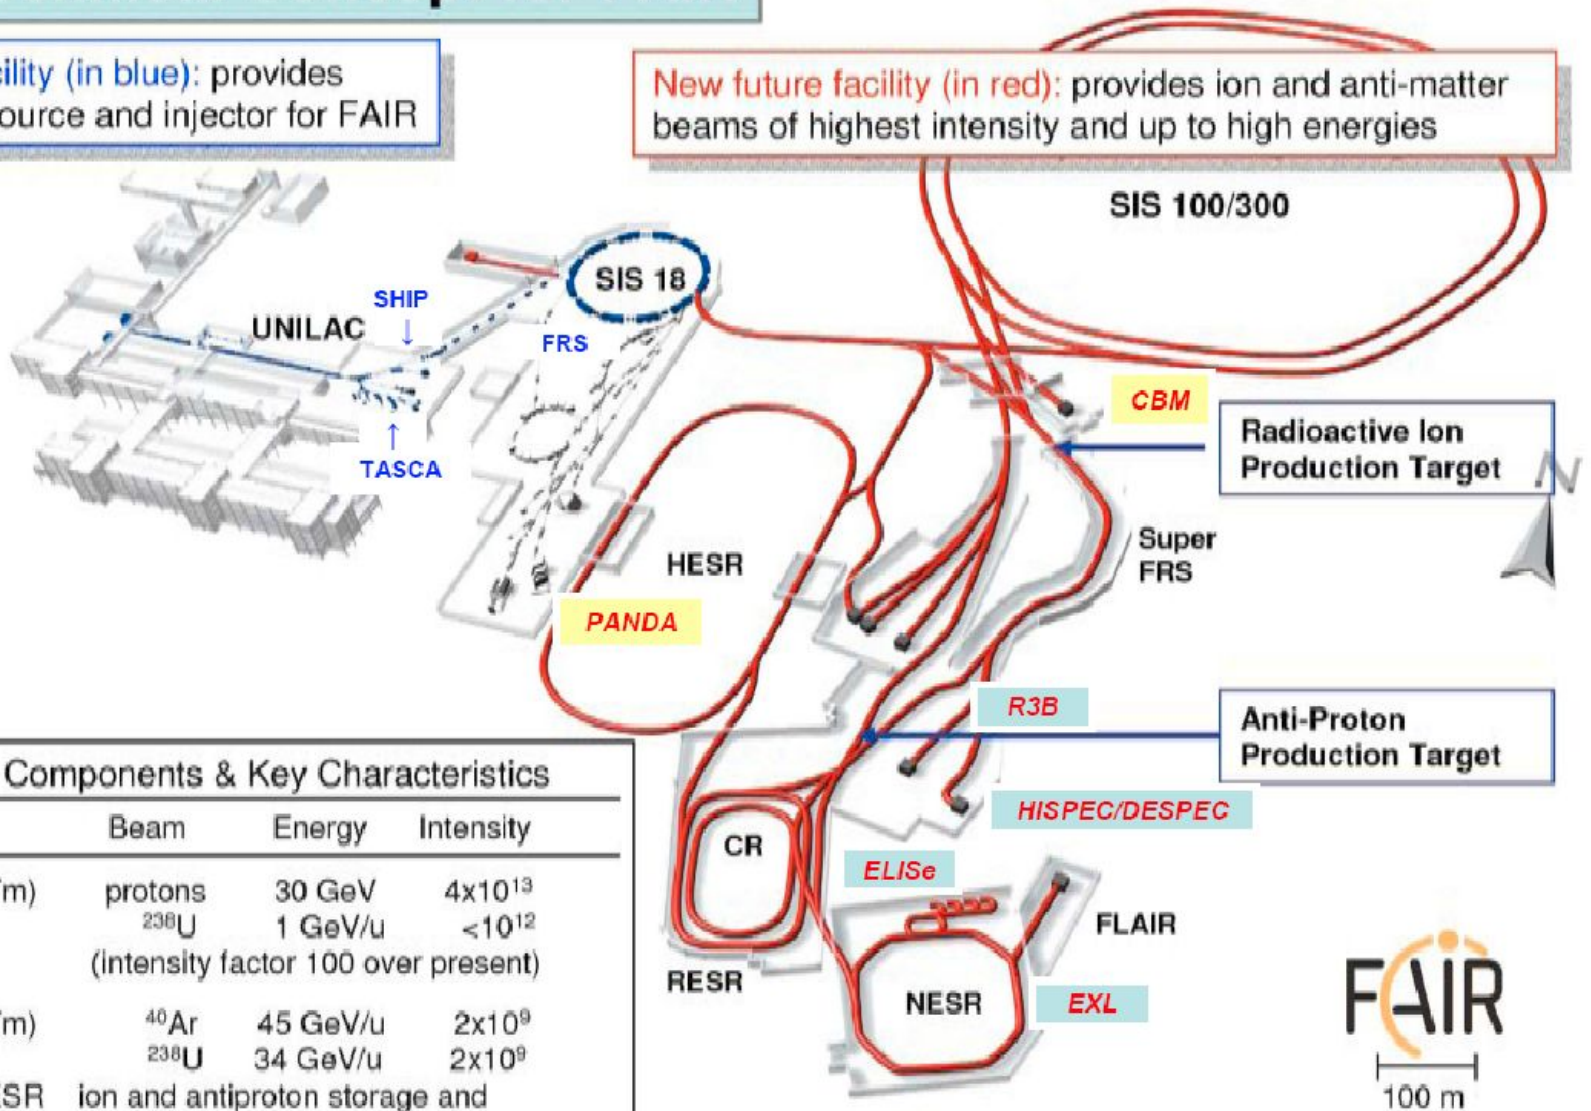 cility (in blue): provides
ource and injector for FAIR
New future facility (in red): provides ion and anti-matter
beams of highest intensity and up to high energies
SIS 100/300
SIS 18
SHIP
UNILAC
FRS
TASCA
CBM
Radioactive Ion
Production Target
N
Super
FRS
HESR
PANDA
R3B
Anti-Proton
Production Target
HISPEC/DESPEC
CR
ELISe
FLAIR
RESR
NESR
EXL
FAIR
100 m
Components & Key Characteristics
Beam Energy Intensity
m) protons 30 GeV 4x10¹³
²³⁸U 1 GeV/u <10¹²
(intensity factor 100 over present)
m) ⁴⁰Ar 45 GeV/u 2x10⁹
²³⁸U 34 GeV/u 2x10⁹
ESR ion and antiproton storage and